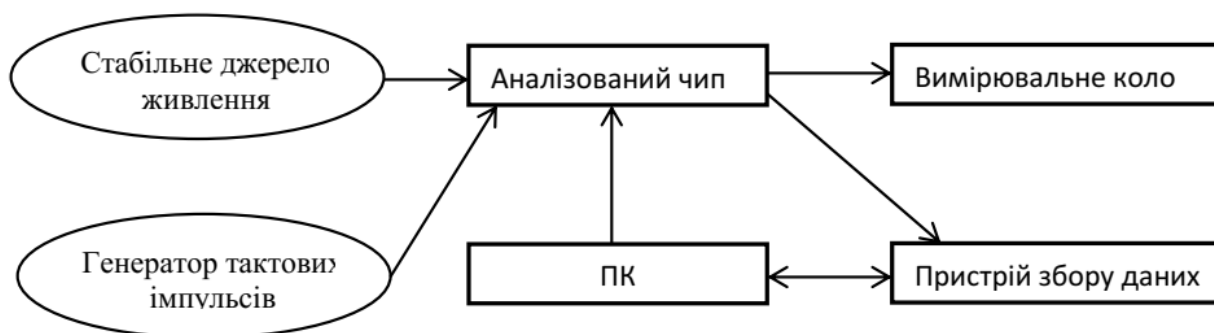 Стабільне джерело
живлення
Аналізований чип
Вимірювальне коло
Генератор тактових
імпульсів
ПК
Пристрій збору даних